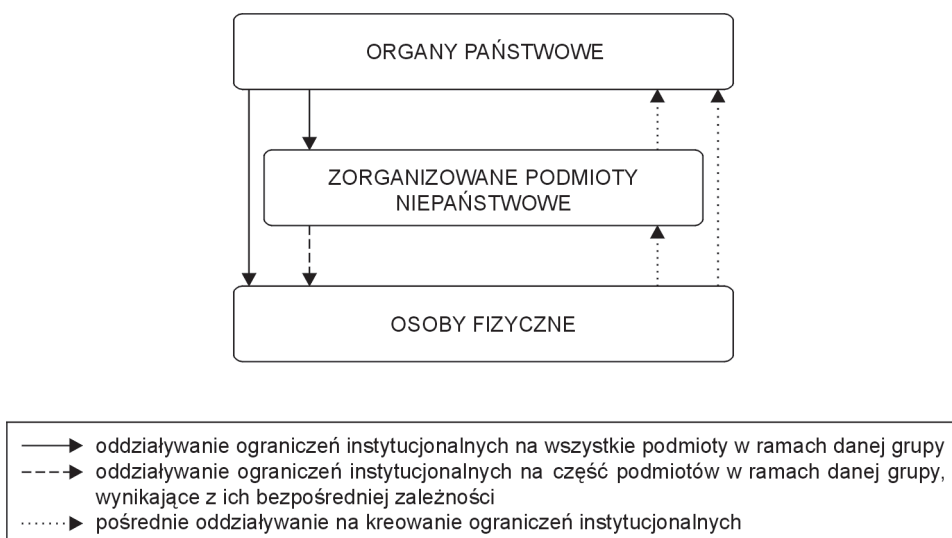 ORGANY PAŃSTWOWE
ZORGANIZOWANE PODMIOTY
NIEPAŃSTWOWE
OSOBY FIZYCZNE
oddziaływanie ograniczeń instytucjonalnych na wszystkie podmioty w ramach danej grupy
oddziaływanie ograniczeń instytucjonalnych na część podmiotów w ramach danej grupy,
wynikające z ich bezpośredniej zależności
pośrednie oddziaływanie na kreowanie ograniczeń instytucjonalnych